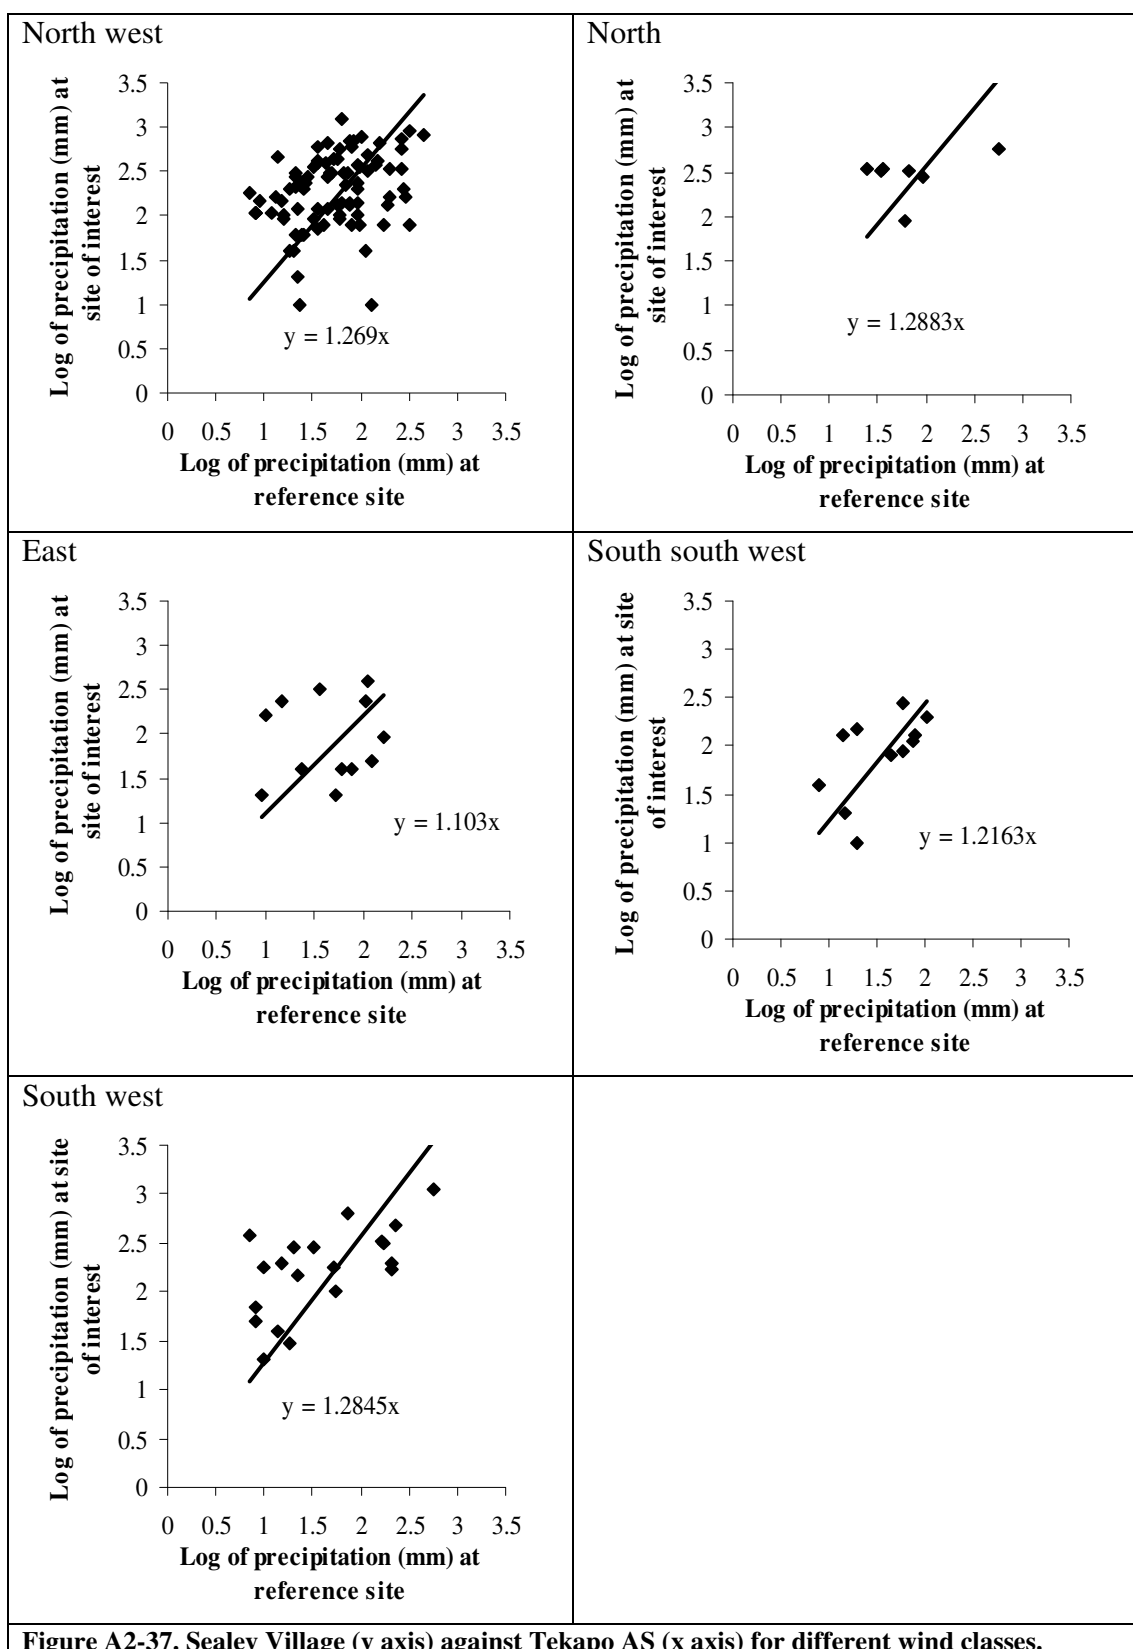 North west
Log of precipitation (mm) at
site of interest
3.5
3
2.5
2
1.5
1
0.5
0
y = 1.269x
0 0.5 1 1.5 2 2.5 3 3.5
Log of precipitation (mm) at
reference site
North
Log of precipitation (mm) at
site of interest
3.5
3
2.5
2
1.5
1
0.5
0
y = 1.2883x
0 0.5 1 1.5 2 2.5 3 3.5
Log of precipitation (mm) at
reference site
East
Log of precipitation (mm) at
site of interest
3.5
3
2.5
2
1.5
1
0.5
0
y = 1.103x
0 0.5 1 1.5 2 2.5 3 3.5
Log of precipitation (mm) at
reference site
South south west
Log of precipitation (mm) at site
of interest
3.5
3
2.5
2
1.5
1
0.5
0
y = 1.2163x
0 0.5 1 1.5 2 2.5 3 3.5
Log of precipitation (mm) at
reference site
South west
Log of precipitation (mm) at site
of interest
3.5
3
2.5
2
1.5
1
0.5
0
y = 1.2845x
0 0.5 1 1.5 2 2.5 3 3.5
Log of precipitation (mm) at
reference site
Figure A2-37. Sealey Village (y axis) against Tekapo AS (x axis) for different wind classes.